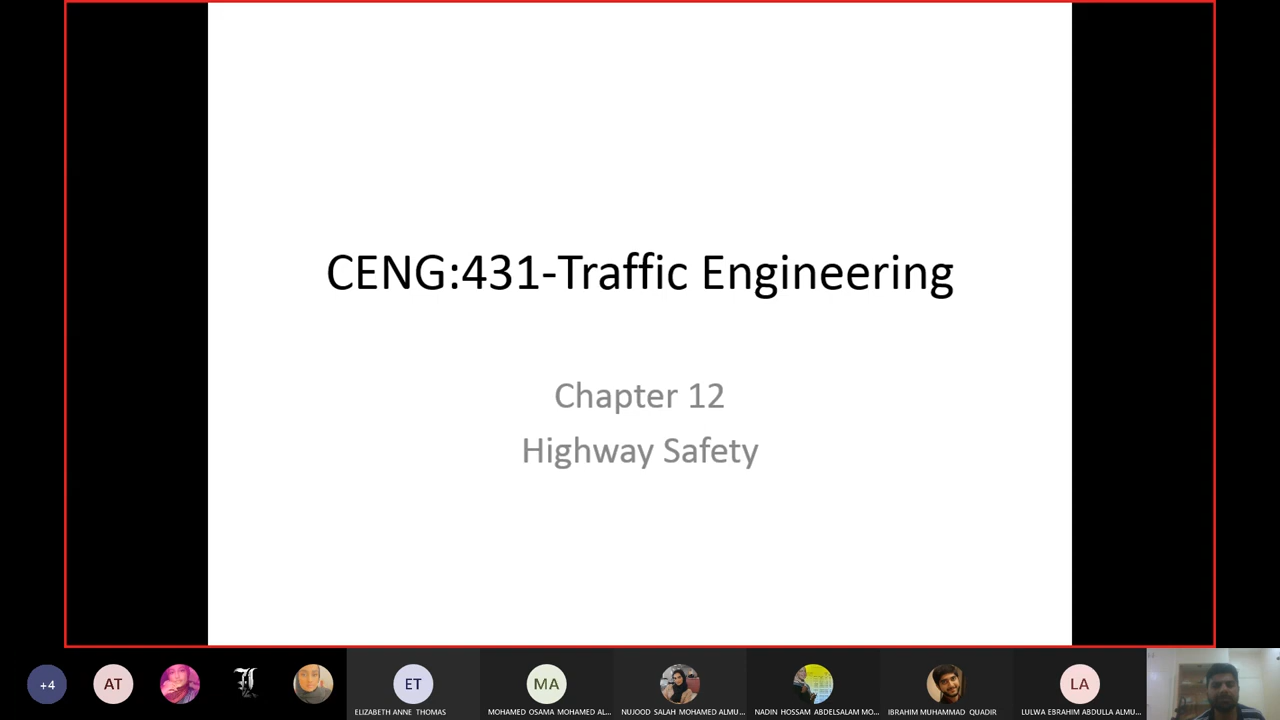 CENG:431-Traffic Engineering
Chapter 12
Highway Safety
+4
AT
ET
MA
LA
ELIZABETH ANNE THOMAS
MOHAMED OSAMA MOHAMED AL...
NUJOOD SALAH MOHAMED ALMU...
NADIN HOSSAM ABDELSALAM MO...
IBRAHIM MUHAMMAD QUADIR
LULWA EBRAHIM ABDULLA ALMU...